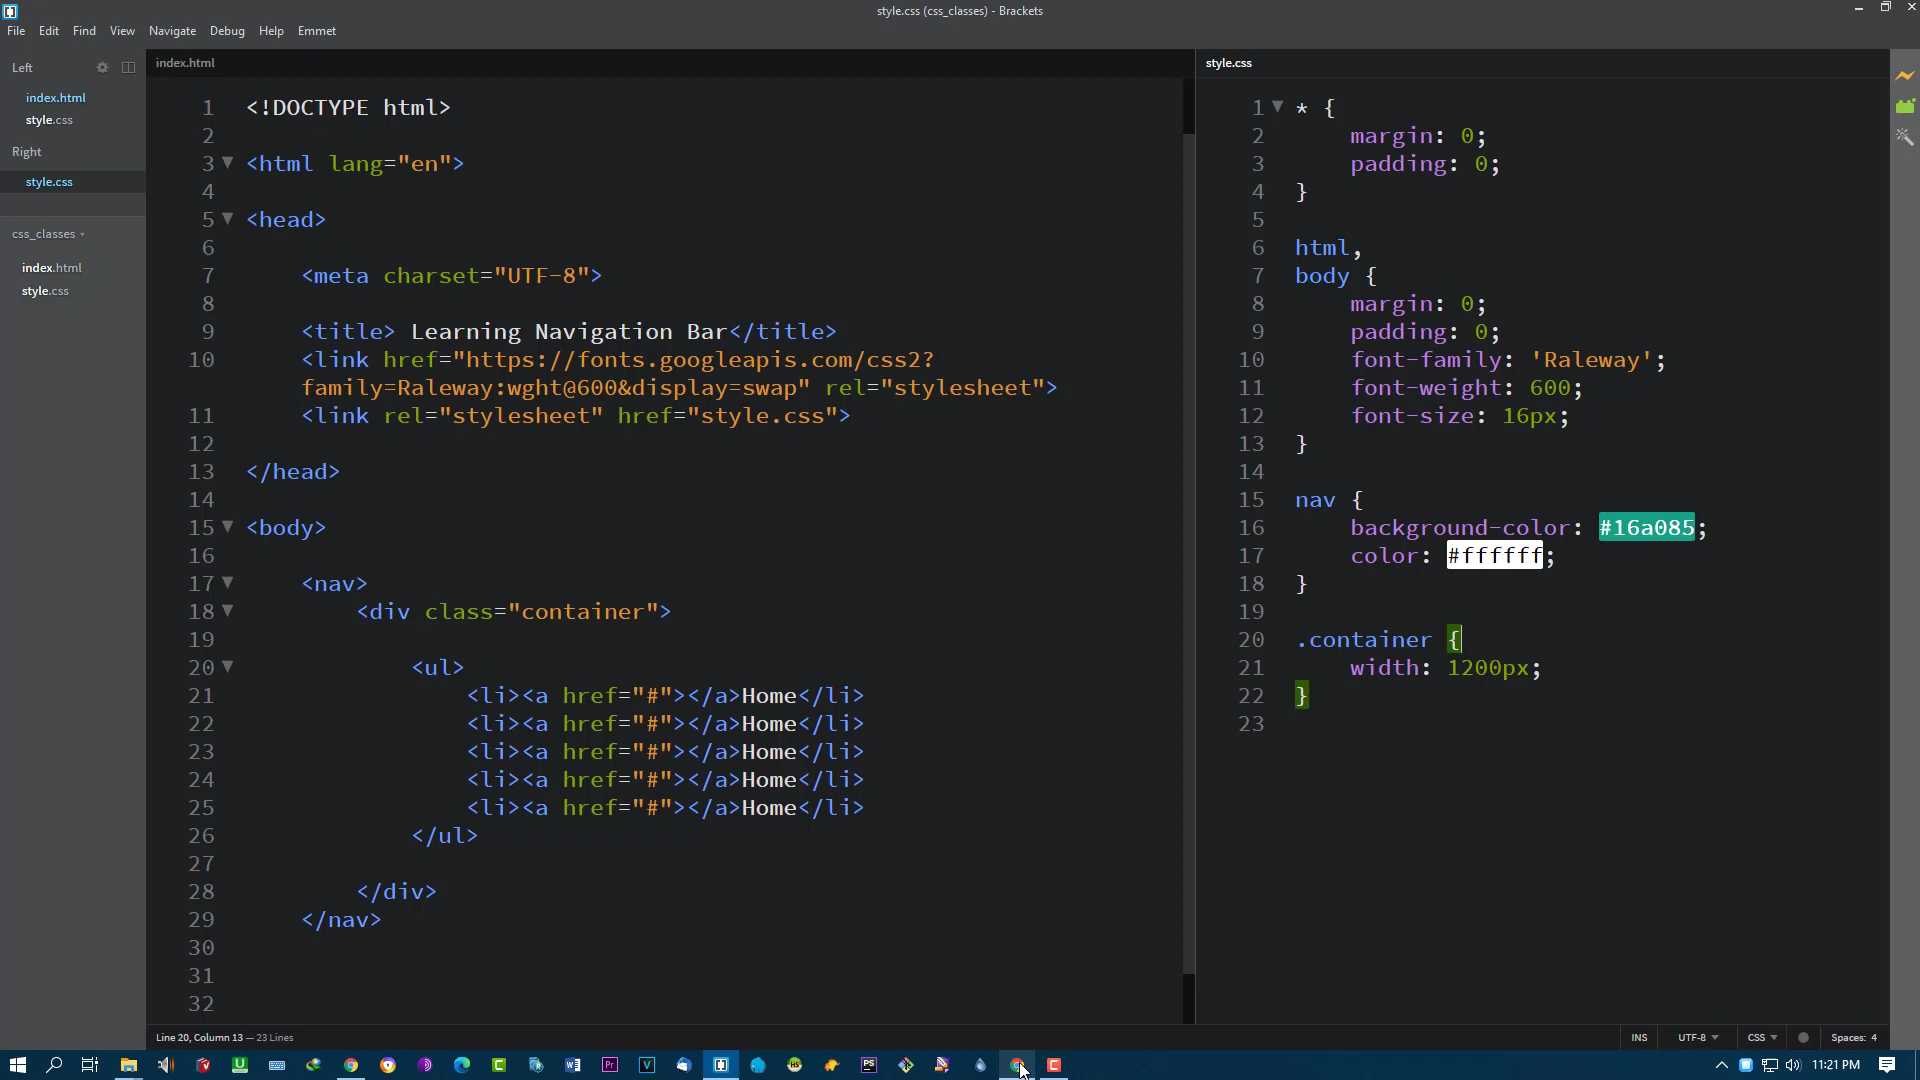 style.css (css_classes) - Brackets
File Edit Find View Navigate Debug Help Emmet
Left
index.html
style.css
Right
style.css
css_classes
index.html
style.css
index.html
1 <!DOCTYPE html>
2
3 <html lang="en">
4
5 <head>
6
7 <meta charset="UTF-8">
8
9 <title> Learning Navigation Bar</title>
10 <link href="https://fonts.googleapis.com/css2?
family=Raleway:wght@600&display=swap" rel="stylesheet">
11 <link rel="stylesheet" href="style.css">
12
13 </head>
14
15 <body>
16
17 <nav>
18 <div class="container">
19
20 <ul>
21 <li><a href="#"></a>Home</li>
22 <li><a href="#"></a>Home</li>
23 <li><a href="#"></a>Home</li>
24 <li><a href="#"></a>Home</li>
25 <li><a href="#"></a>Home</li>
26 </ul>
27
28 </div>
29 </nav>
30
31
32
style.css
1 * {
2 margin: 0;
3 padding: 0;
4 }
5
6 html,
7 body {
8 margin: 0;
9 padding: 0;
10 font-family: 'Raleway';
11 font-weight: 600;
12 font-size: 16px;
13 }
14
15 nav {
16 background-color: #16a085;
17 color: #ffffff;
18 }
19
20 .container {
21 width: 1200px;
22 }
23
Line 20, Column 13 — 23 Lines
INS UTF-8 CSS Spaces: 4
11:21 PM